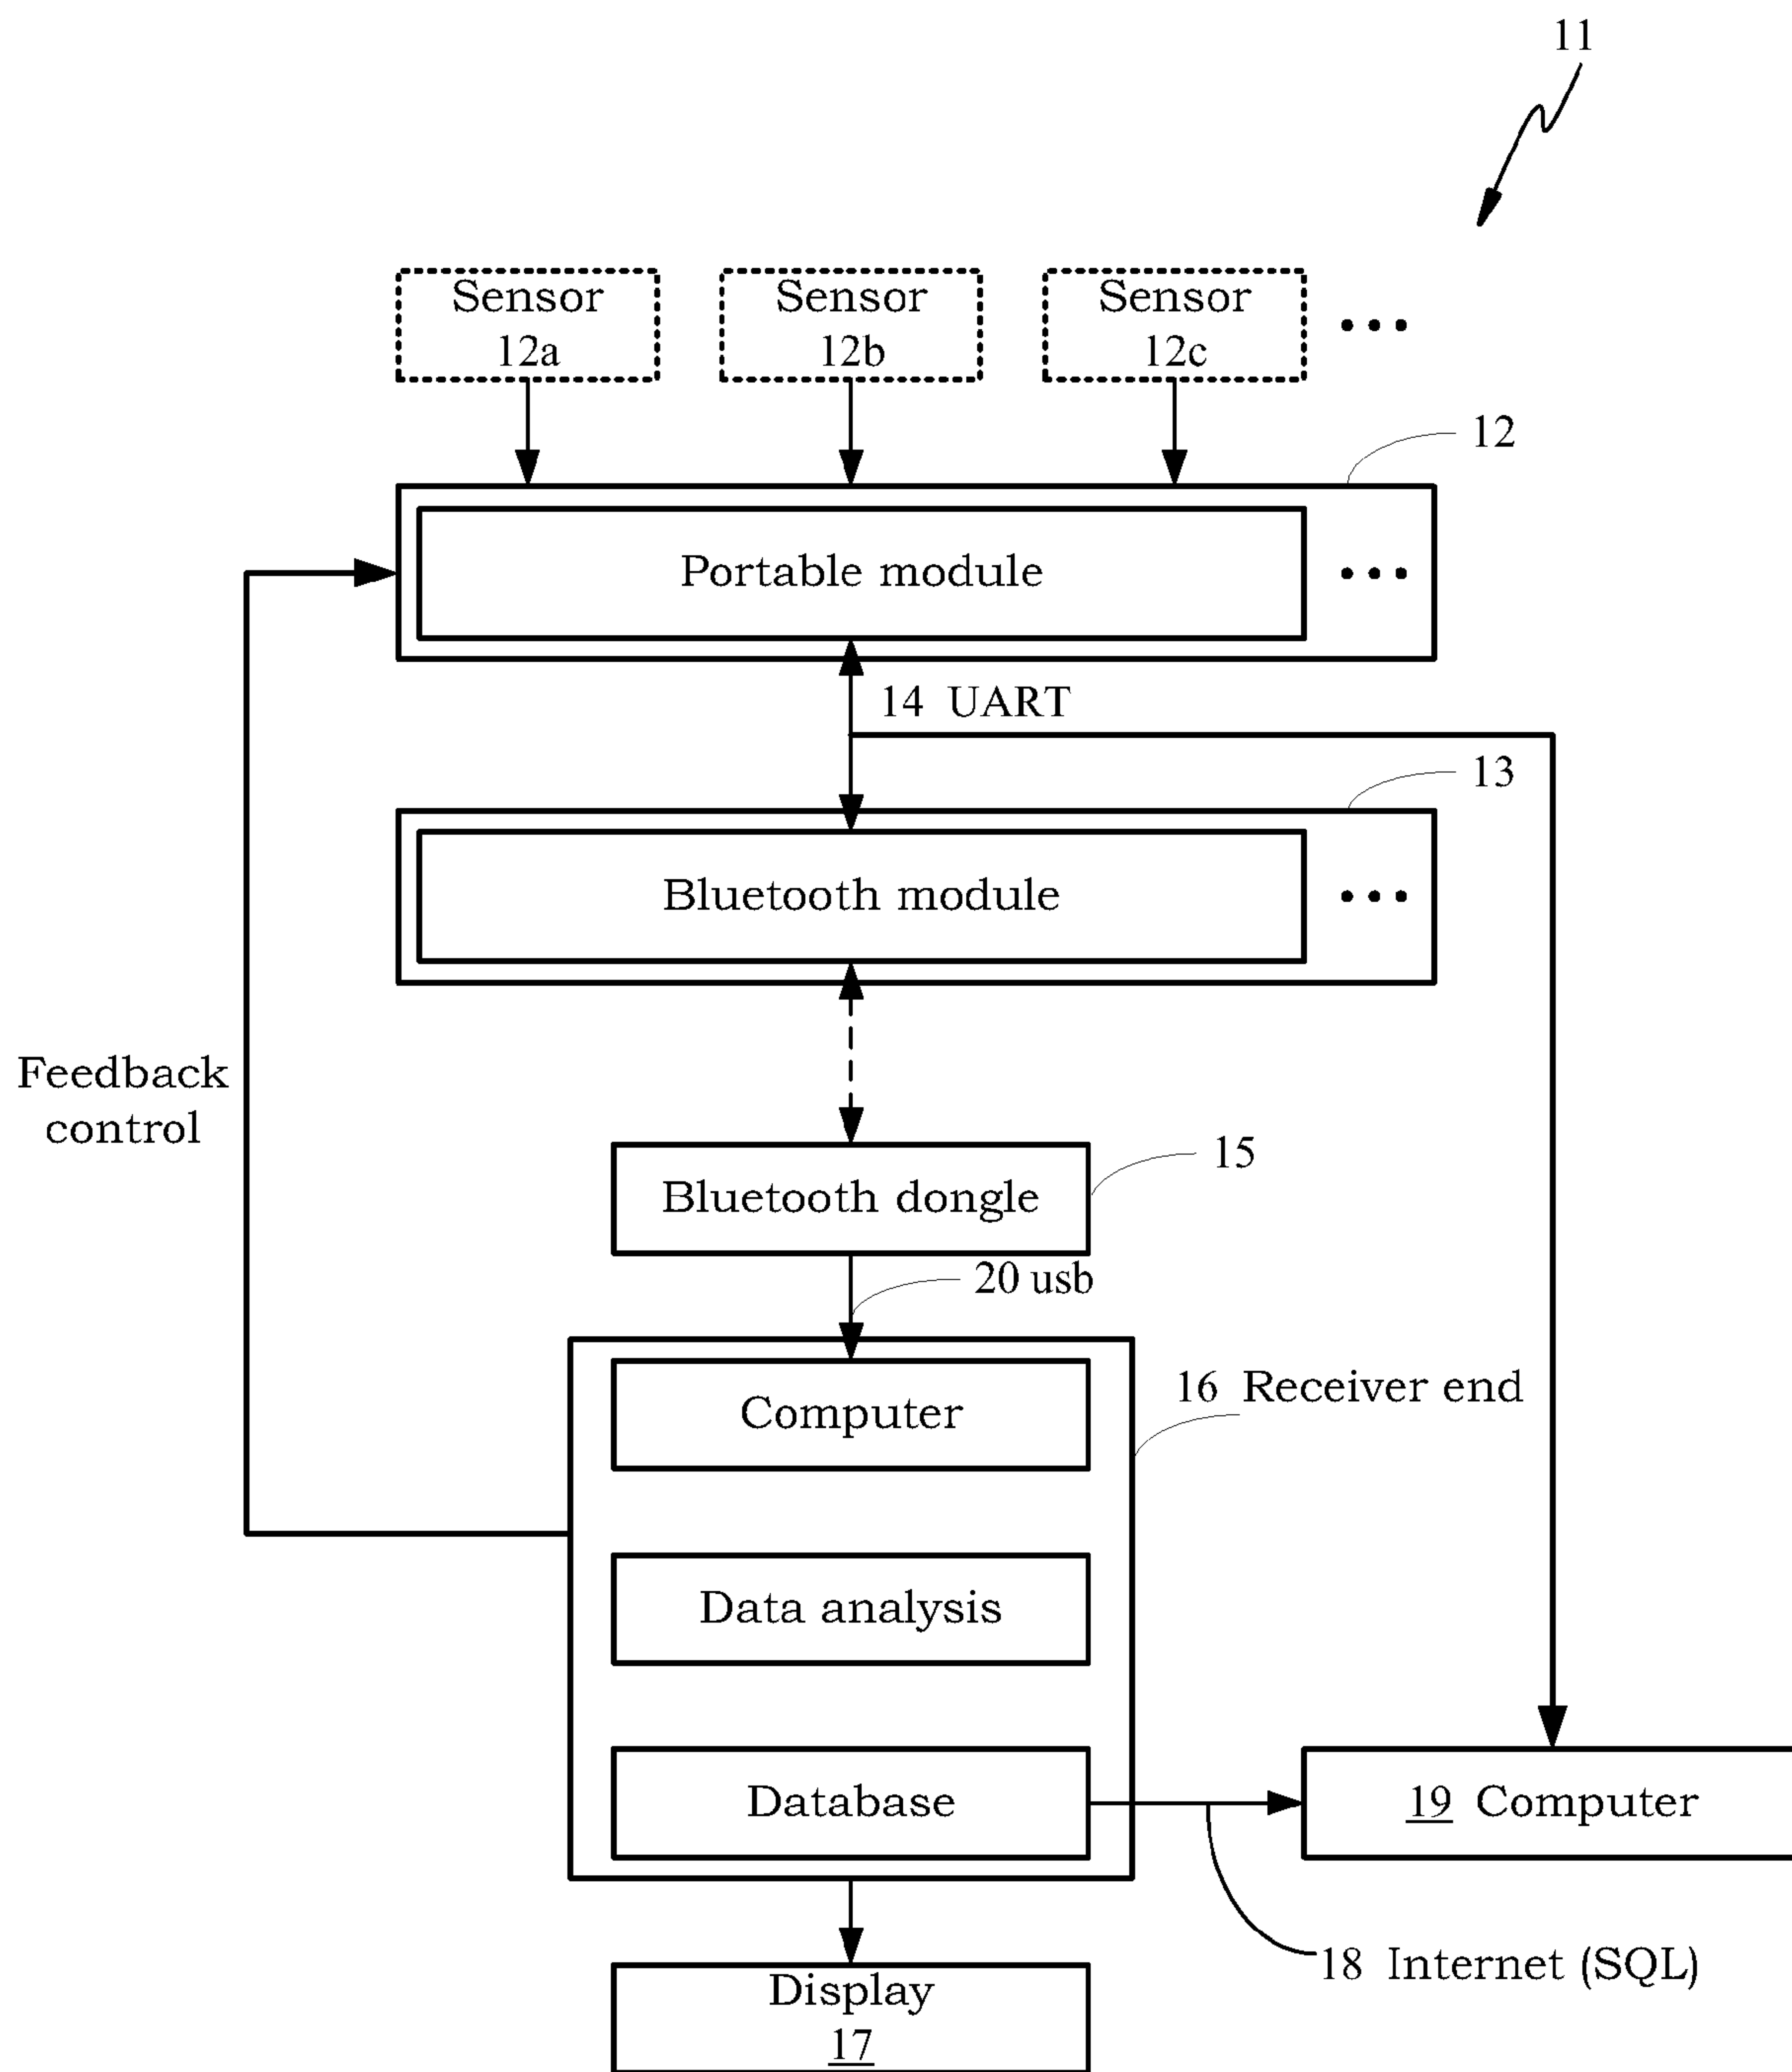 11
Sensor
12a
Sensor
12b
Sensor
12c
12
Portable module
14 UART
13
Bluetooth module
Feedback
control
15
Bluetooth dongle
20 usb
16 Receiver end
Computer
Data analysis
Database
19 Computer
18 Internet (SQL)
Display
17